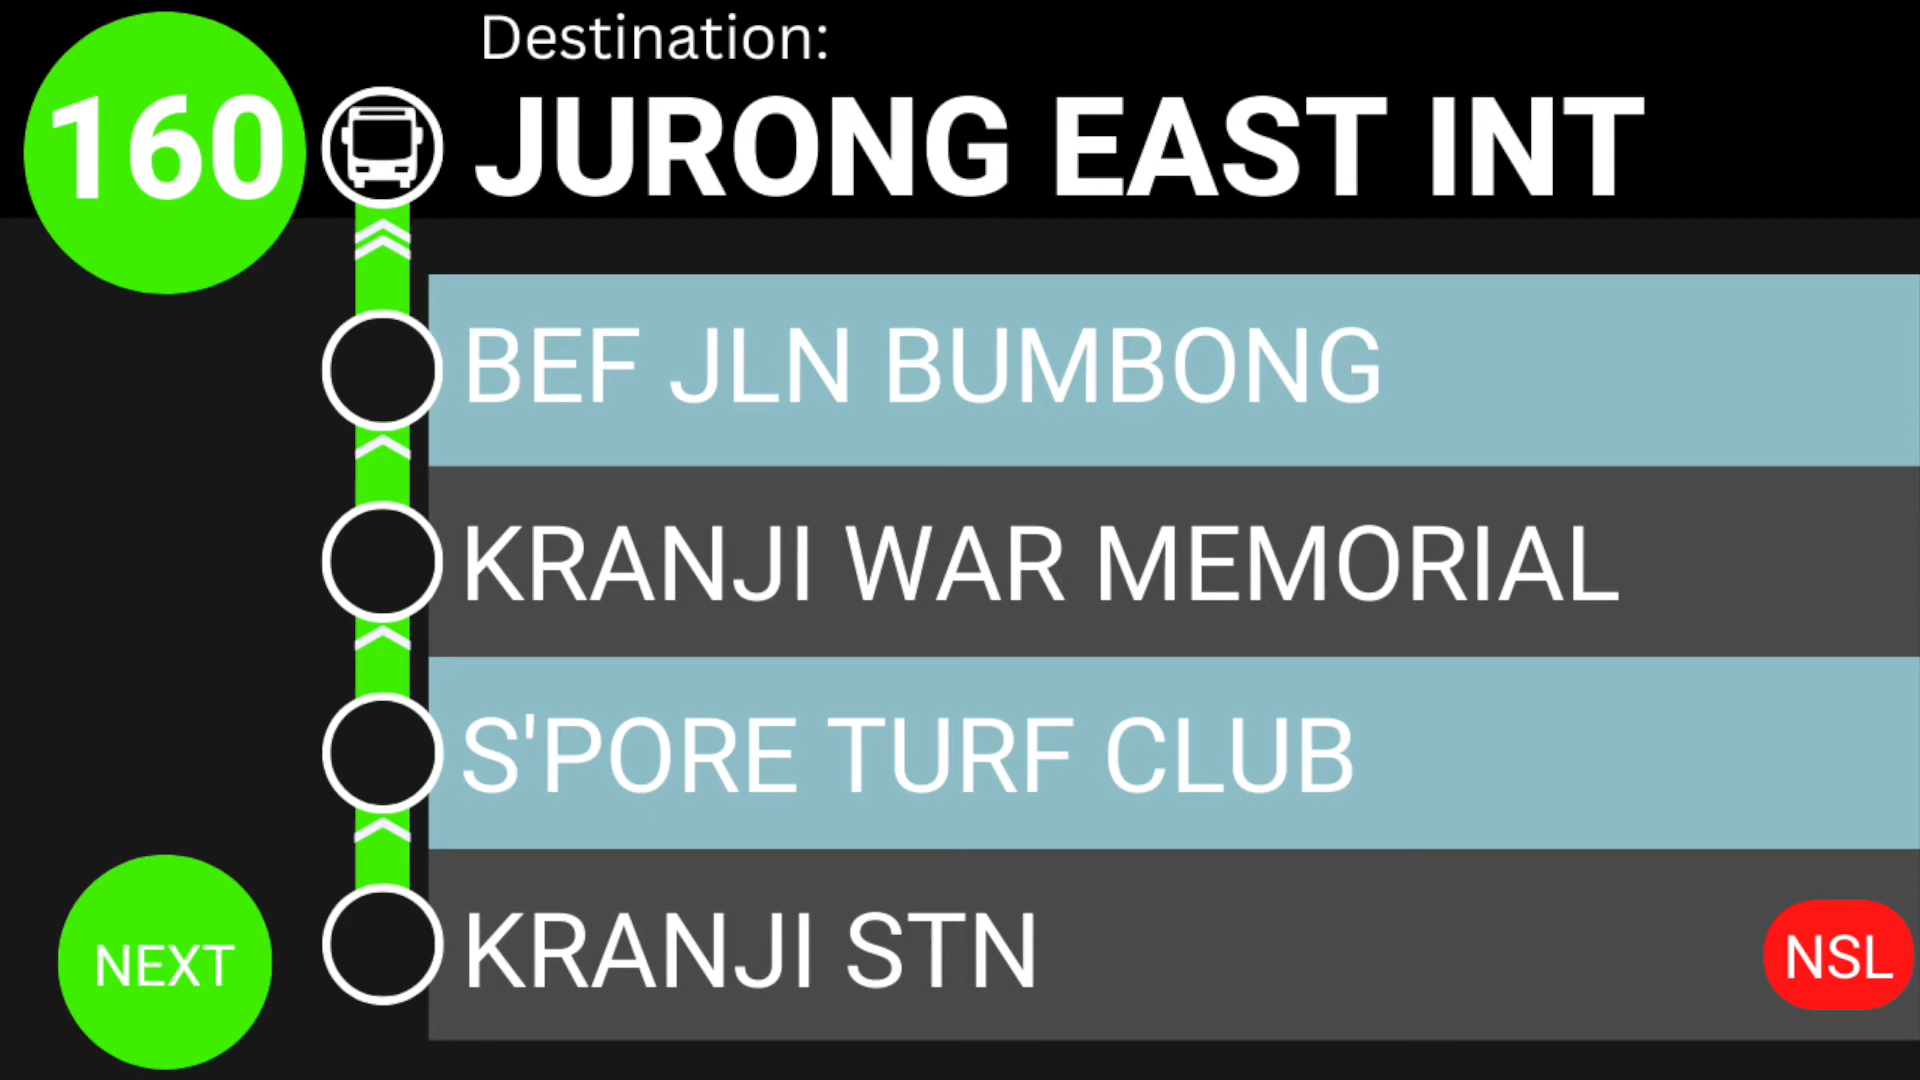 160
Destination:
JURONG EAST INT
BEF JLN BUMBONG
KRANJI WAR MEMORIAL
S'PORE TURF CLUB
NEXT
KRANJI STN
NSL